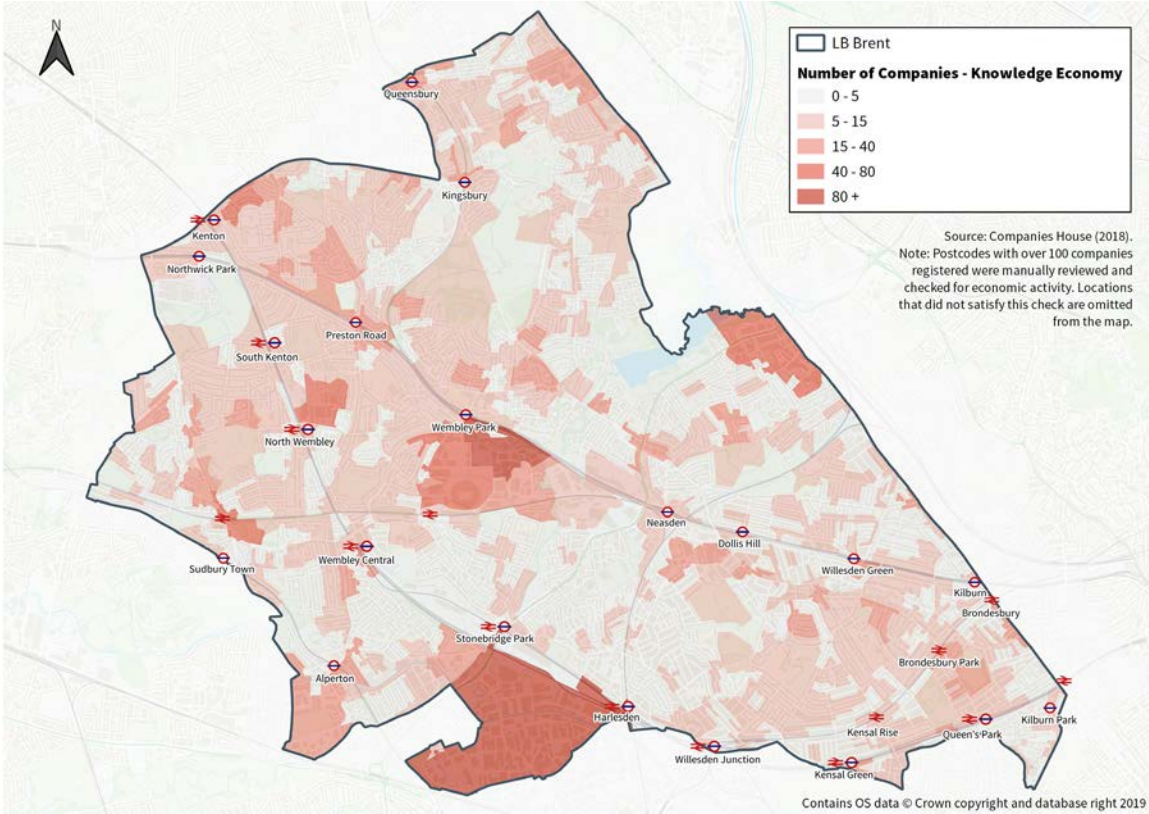 N
LB Brent
Number of Companies - Knowledge Economy
0 - 5
5 - 15
15 - 40
40 - 80
80 +
Source: Companies House (2018).
Note: Postcodes with over 100 companies
registered were manually reviewed and
checked for economic activity. Locations
that did not satisfy this check are omitted
from the map.
Queensbury
Kingsbury
Kenton
Northwick Park
Preston Road
South Kenton
Wembley Park
North Wembley
Neasden
Dollis Hill
Wembley Central
Sudbury Town
Willesden Green
Kilburn
Brondesbury
Stonebridge Park
Brondesbury Park
Alperton
Harlesden
Kensal Rise
Queen's Park
Kilburn Park
Willesden Junction
Kensal Green
Contains OS data © Crown copyright and database right 2019